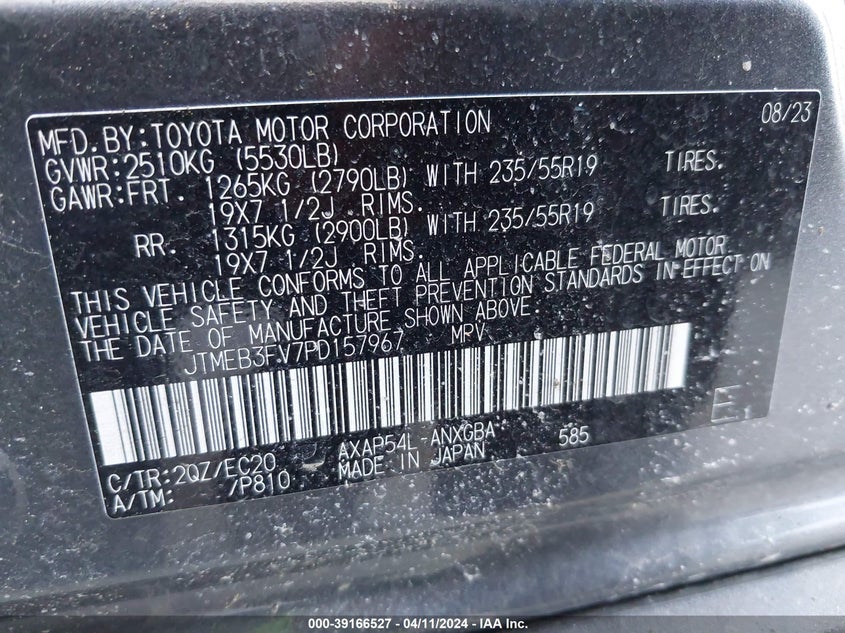 MFD.BY:TOYOTA MOTOR CORPORATION 08/23
GVWR:2510KG (5530LB)
GAWR:FRT. 1265KG (2790LB) WITH 235/55R19 TIRES.
19X7 1/2J RIMS.
RR. 1315KG (2900LB) WITH 235/55R19 TIRES.
19X7 1/2J RIMS.
THIS VEHICLE CONFORMS TO ALL APPLICABLE FEDERAL MOTOR
VEHICLE SAFETY AND THEFT PREVENTION STANDARDS IN EFFECT ON
THE DATE OF MANUFACTURE SHOWN ABOVE.
JTMEB3FV7PD157967 MPV
C/TR:2QZ/EC20 AXAP54L-ANXGBA 585
A/TM: /P810 MADE IN JAPAN
E
000-39166527 - 04/11/2024 - IAA Inc.